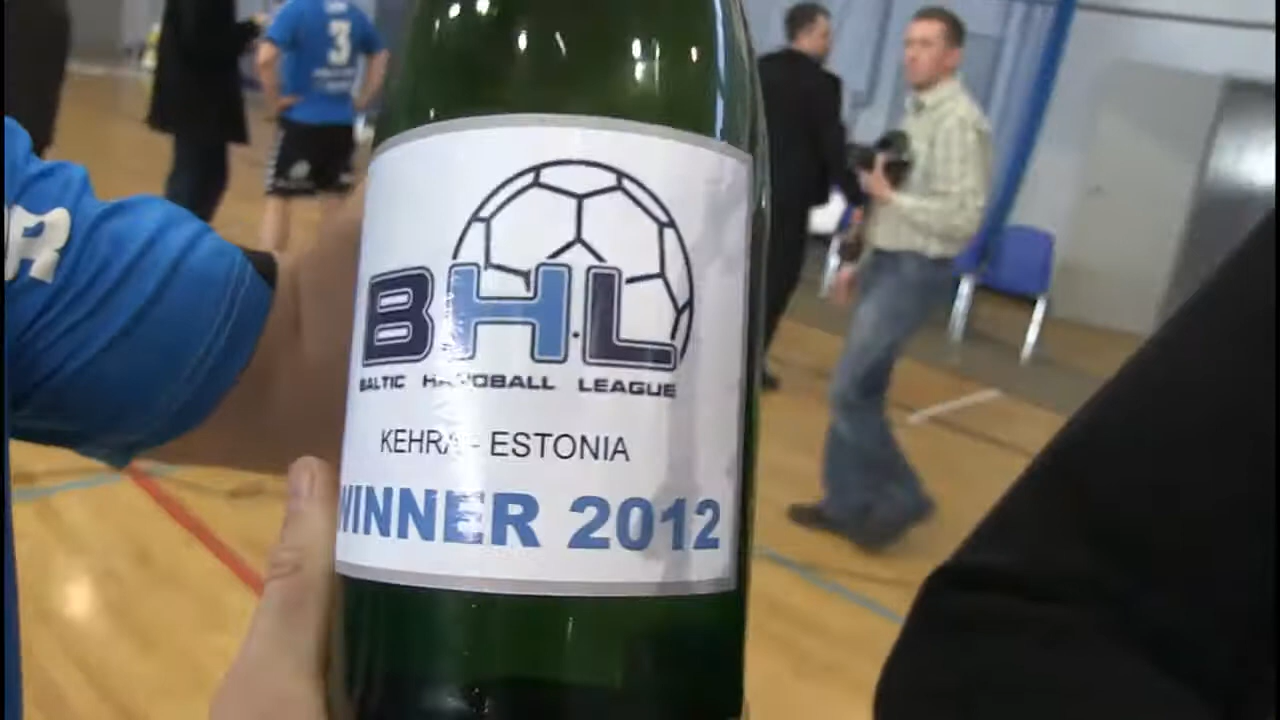 3
R
BHL
BALTIC HANDBALL LEAGUE
KEHRA - ESTONIA
WINNER 2012